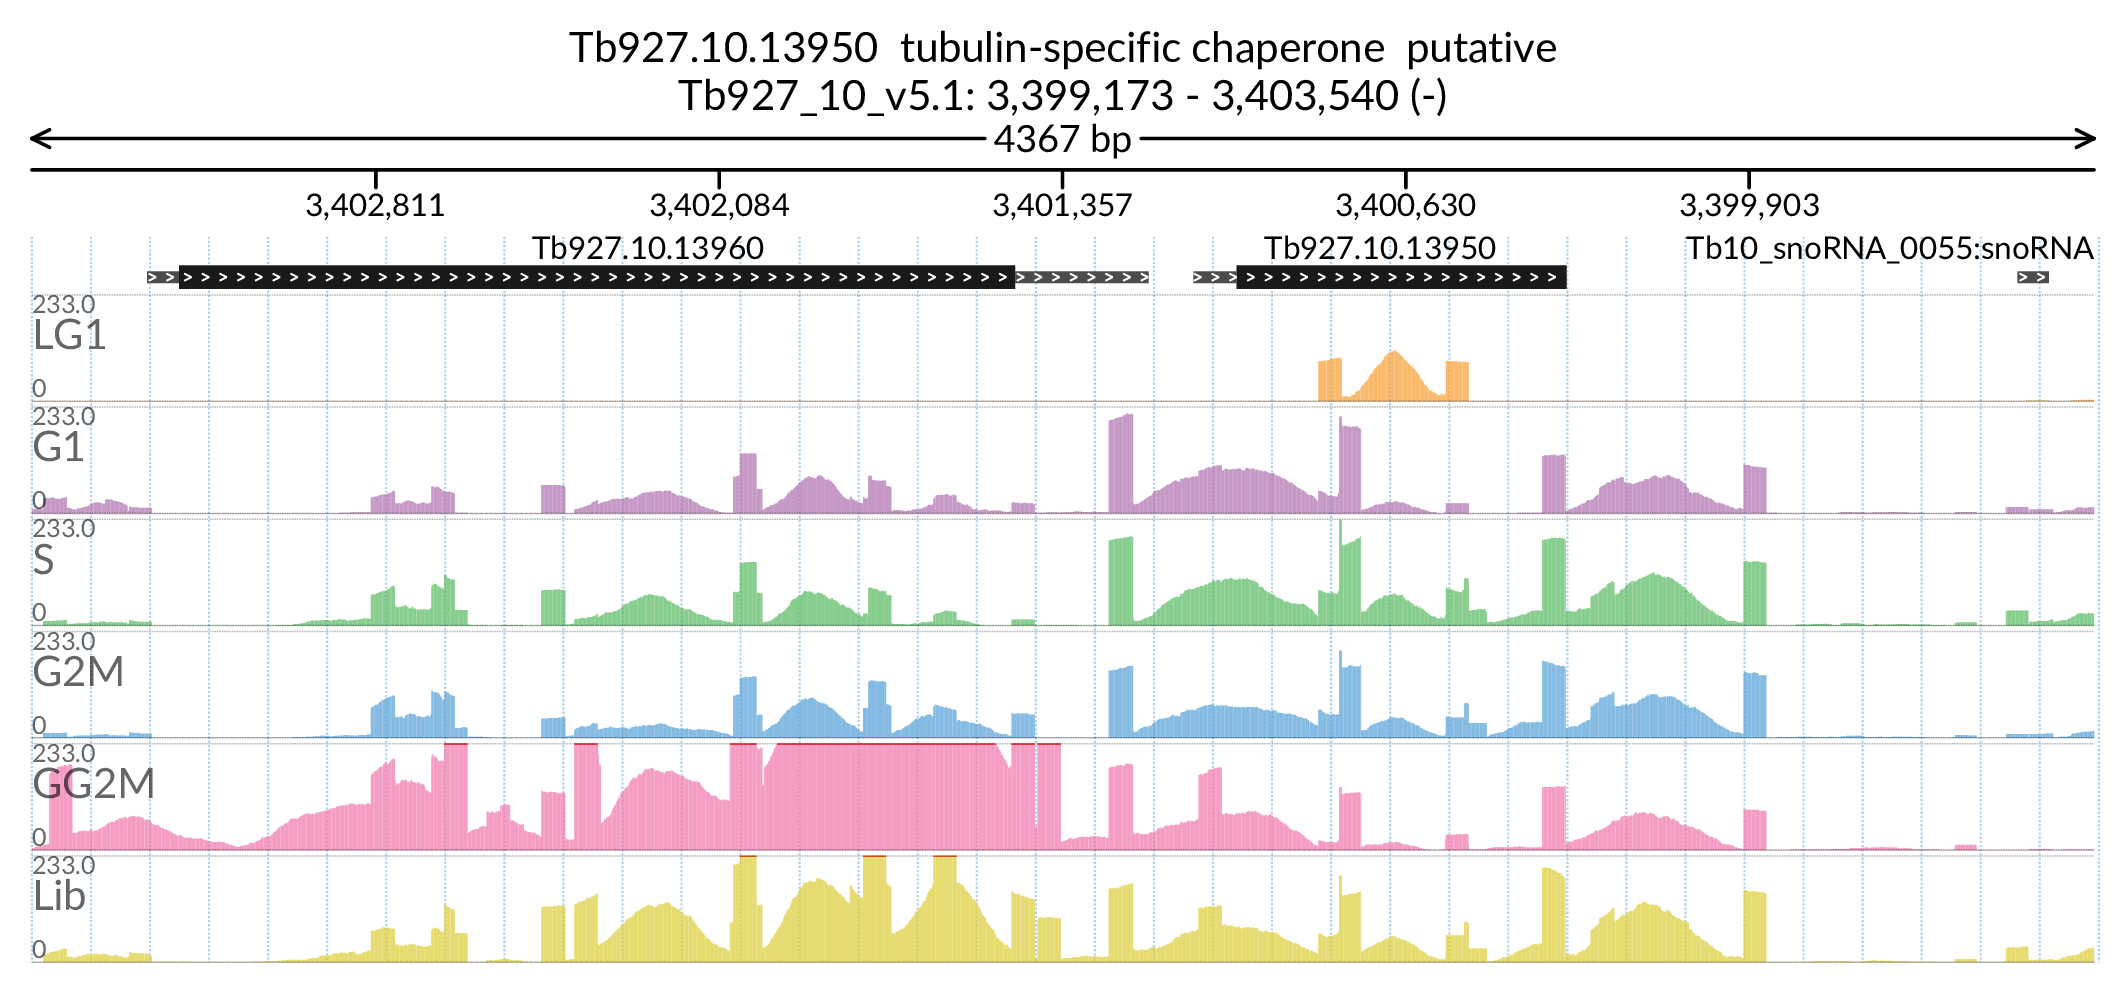 Tb927.10.13950 tubulin-specific chaperone putative
Tb927_10_v5.1: 3,399,173 - 3,403,540 (-)
4367 bp
3,402,811 3,402,084 3,401,357 3,400,630 3,399,903
Tb927.10.13960 Tb927.10.13950 Tb10_snoRNA_0055:snoRNA
233.0
LG1
0
233.0
G1
0
233.0
S
0
233.0
G2M
0
233.0
GG2M
0
233.0
Lib
0